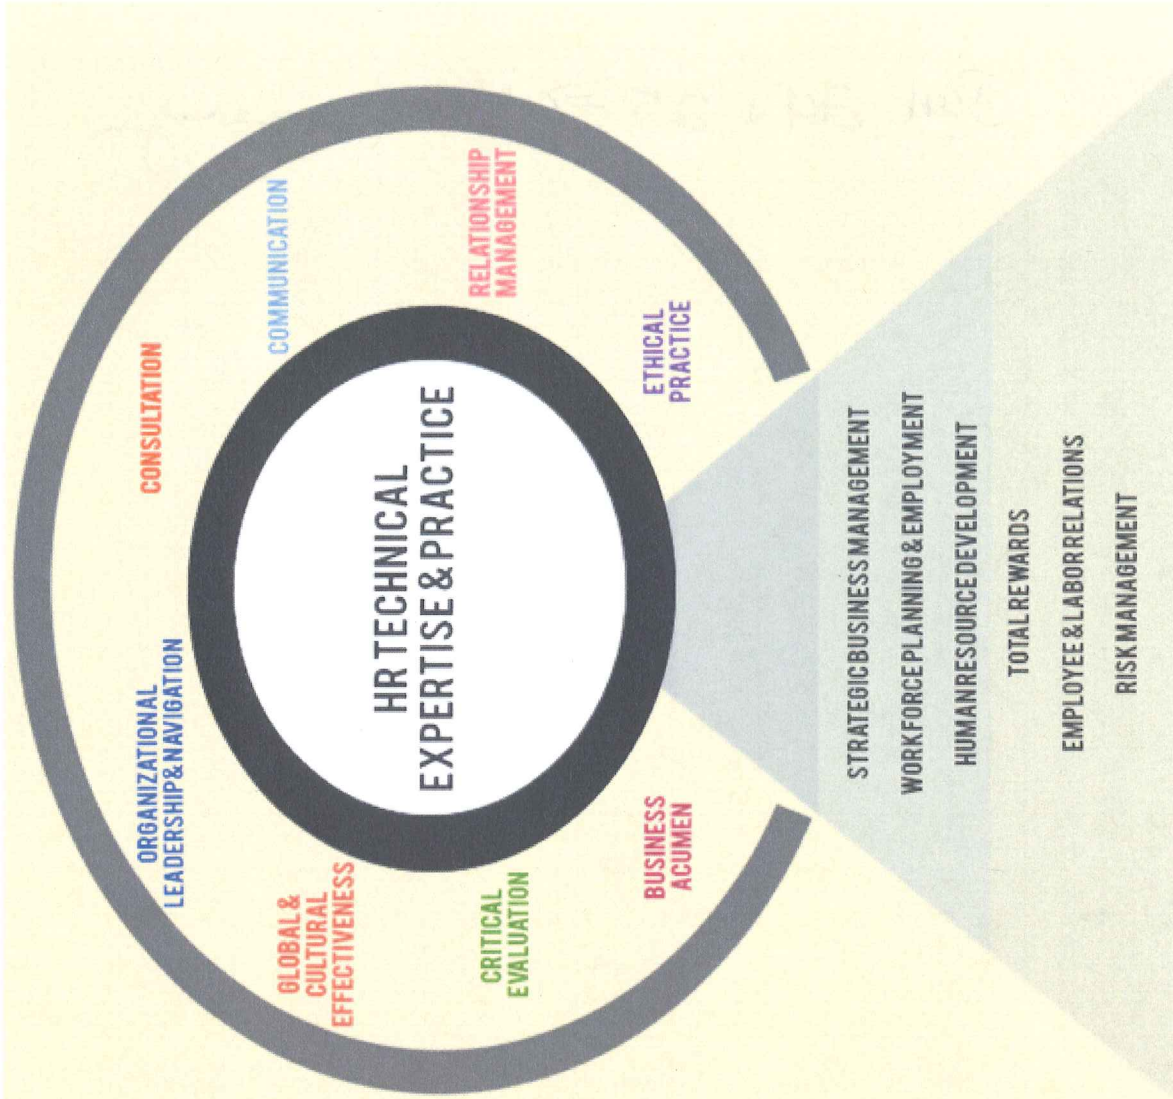 ORGANIZATIONAL
LEADERSHIP & NAVIGATION
CONSULTATION
GLOBAL &
CULTURAL
EFFECTIVENESS
COMMUNICATION
HR TECHNICAL
EXPERTISE & PRACTICE
CRITICAL
EVALUATION
RELATIONSHIP
MANAGEMENT
BUSINESS
ACUMEN
ETHICAL
PRACTICE
STRATEGIC BUSINESS MANAGEMENT
WORKFORCE PLANNING & EMPLOYMENT
HUMAN RESOURCE DEVELOPMENT
TOTAL REWARDS
EMPLOYEE & LABOR RELATIONS
RISK MANAGEMENT